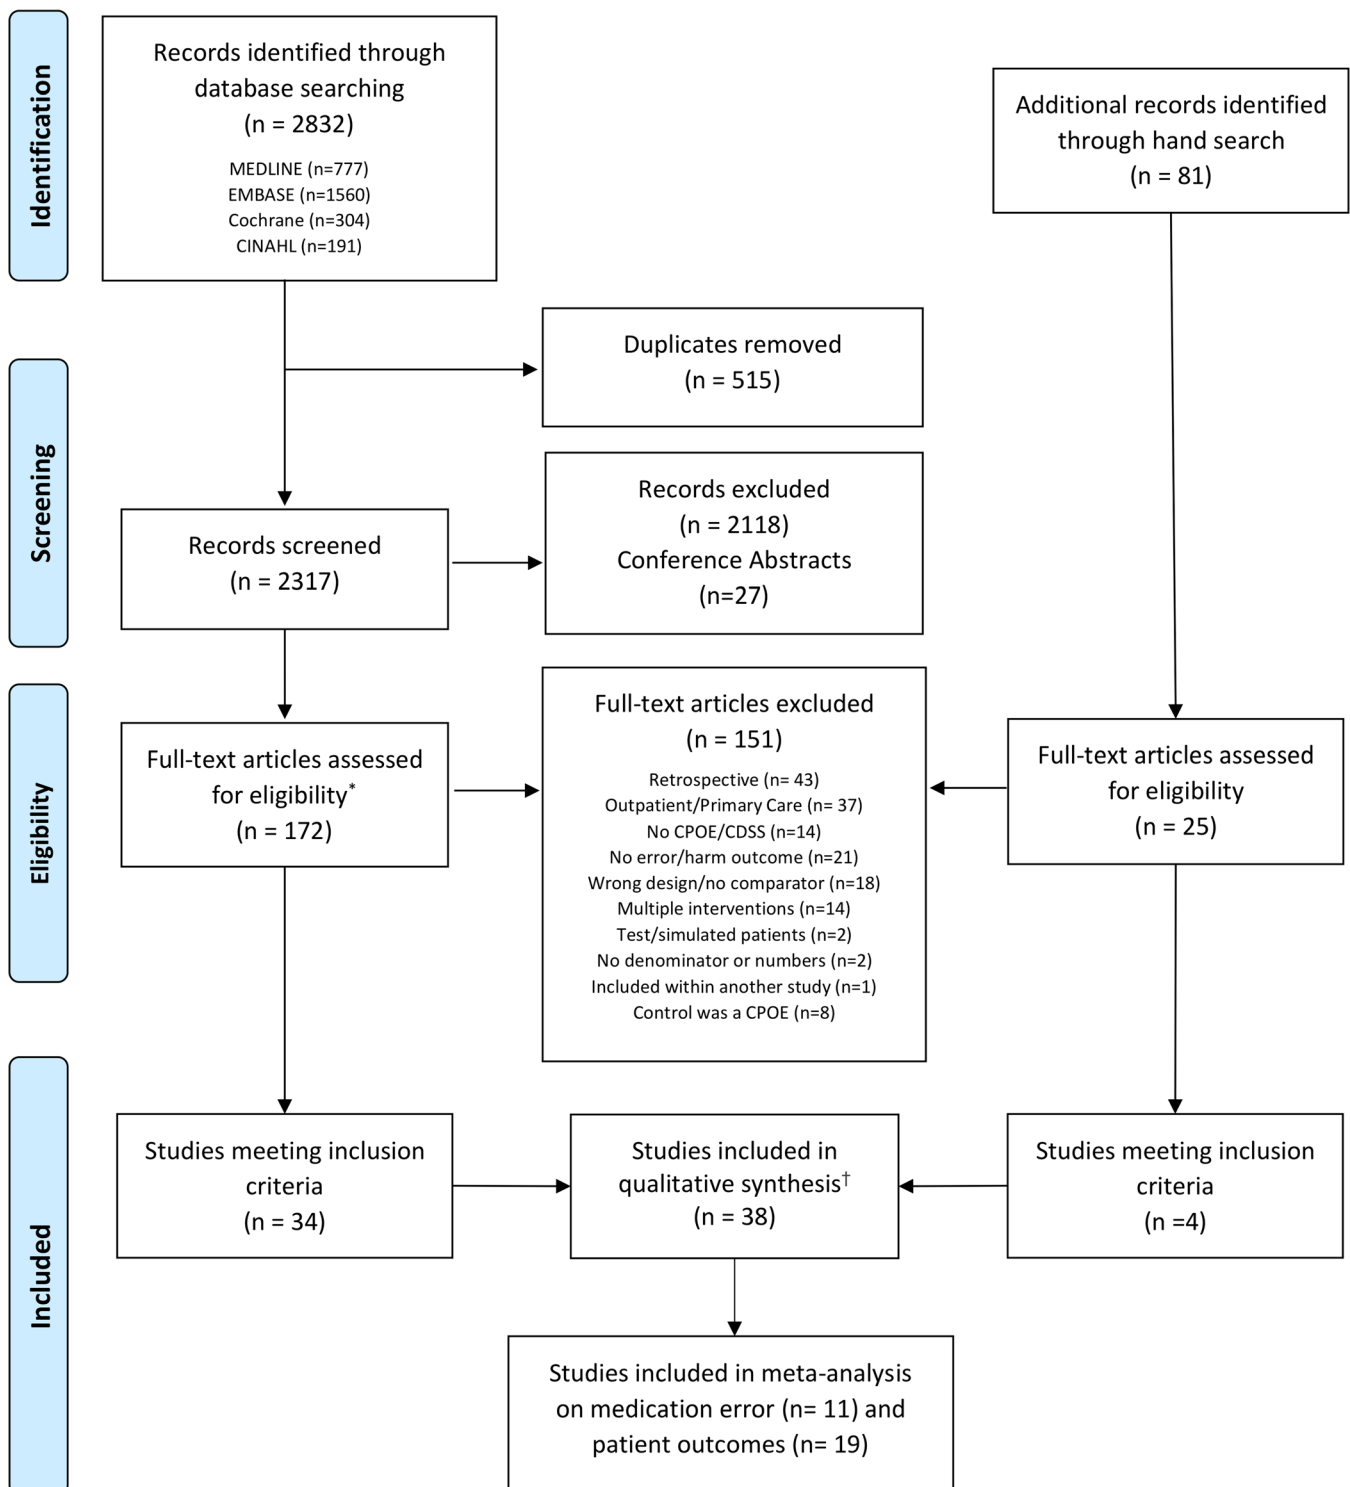 Identification
Records identified through
database searching
(n = 2832)
MEDLINE (n=777)
EMBASE (n=1560)
Cochrane (n=304)
CINAHL (n=191)
Additional records identified
through hand search
(n = 81)
Duplicates removed
(n = 515)
Screening
Records screened
(n = 2317)
Records excluded
(n = 2118)
Conference Abstracts
(n=27)
Eligibility
Full-text articles assessed
for eligibility*
(n = 172)
Full-text articles excluded
(n = 151)
Retrospective (n= 43)
Outpatient/Primary Care (n= 37)
No CPOE/CDSS (n=14)
No error/harm outcome (n=21)
Wrong design/no comparator (n=18)
Multiple interventions (n=14)
Test/simulated patients (n=2)
No denominator or numbers (n=2)
Included within another study (n=1)
Control was a CPOE (n=8)
Full-text articles assessed
for eligibility
(n = 25)
Included
Studies meeting inclusion
criteria
(n = 34)
Studies included in
qualitative synthesis†
(n = 38)
Studies meeting inclusion
criteria
(n =4)
Studies included in meta-analysis
on medication error (n= 11) and
patient outcomes (n= 19)